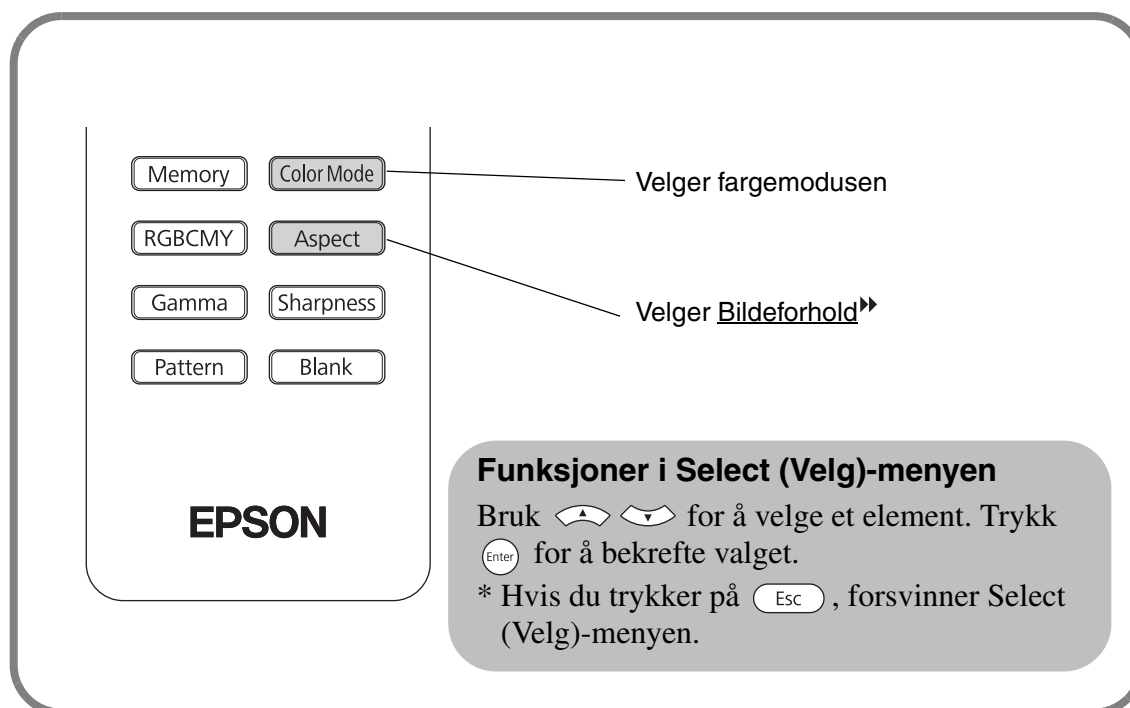 Memory Color Mode
Velger fargemodusen
RGBCMY Aspect
Gamma Sharpness
Velger Bildeforhold
Pattern Blank
EPSON
Funksjoner i Select (Velg)-menyen
Bruk for å velge et element. Trykk
Enter for å bekrefte valget.
* Hvis du trykker på Esc , forsvinner Select
(Velg)-menyen.